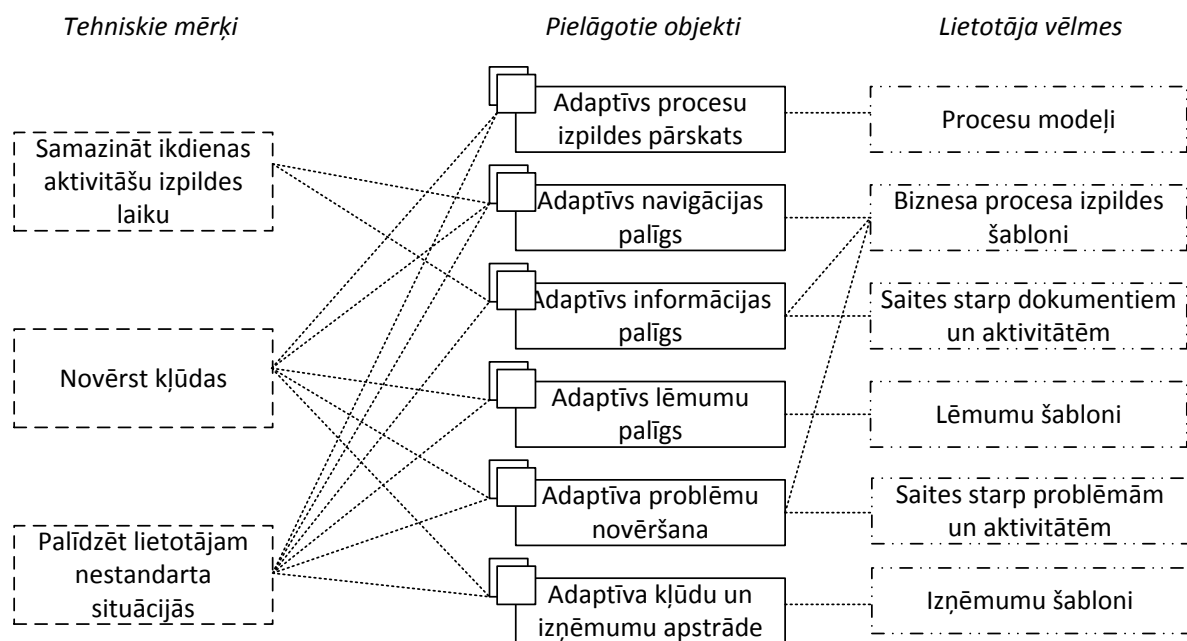 Tehniskie mērķi
Pielāgotie objekti
Lietotāja vēlmes
Samazināt ikdienas
aktivitāšu izpildes
laiku
Novērst kļūdas
Palīdzēt lietotājam
nestandarta
situācijās
Adaptīvs procesu
izpildes pārskats
Adaptīvs navigācijas
palīgs
Adaptīvs informācijas
palīgs
Adaptīvs lēmumu
palīgs
Adaptīva problēmu
novēršana
Adaptīva kļūdu un
izņēmumu apstrāde
Procesu modeļi
Biznesa procesa izpildes
šabloni
Saites starp dokumentiem
un aktivitātēm
Lēmumu šabloni
Saites starp problēmām
un aktivitātēm
Izņēmumu šabloni